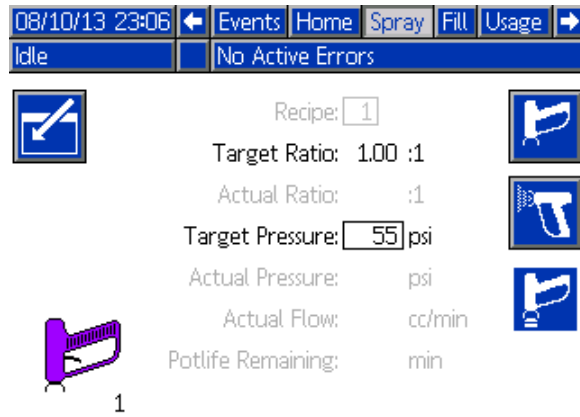 08/10/13 23:06 Events Home Spray Fill Usage
Idle No Active Errors
Recipe: 1
Target Ratio: 1.00 :1
Actual Ratio: :1
Target Pressure: 55 psi
Actual Pressure: psi
Actual Flow: cc/min
Potlife Remaining: min
1